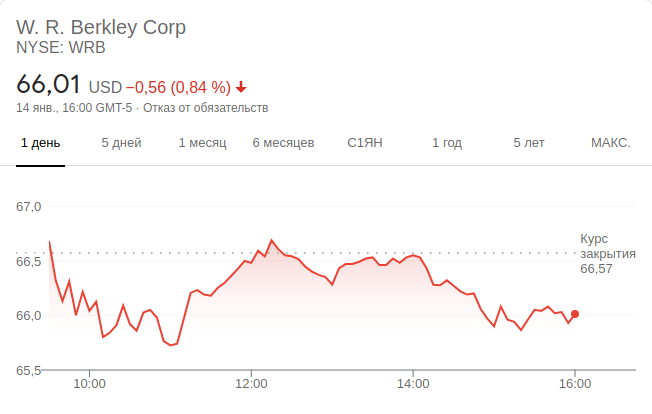 W. R. Berkley Corp
NYSE: WRB
66,01 USD −0,56 (0,84 %)
14 янв., 16:00 GMT-5 · Отказ от обязательств
1 день 5 дней 1 месяц 6 месяцев С1ЯН 1 год 5 лет МАКС.
67,0
66,5
66,0
65,5
Курс
закрытия
66,57
10:00 12:00 14:00 16:00